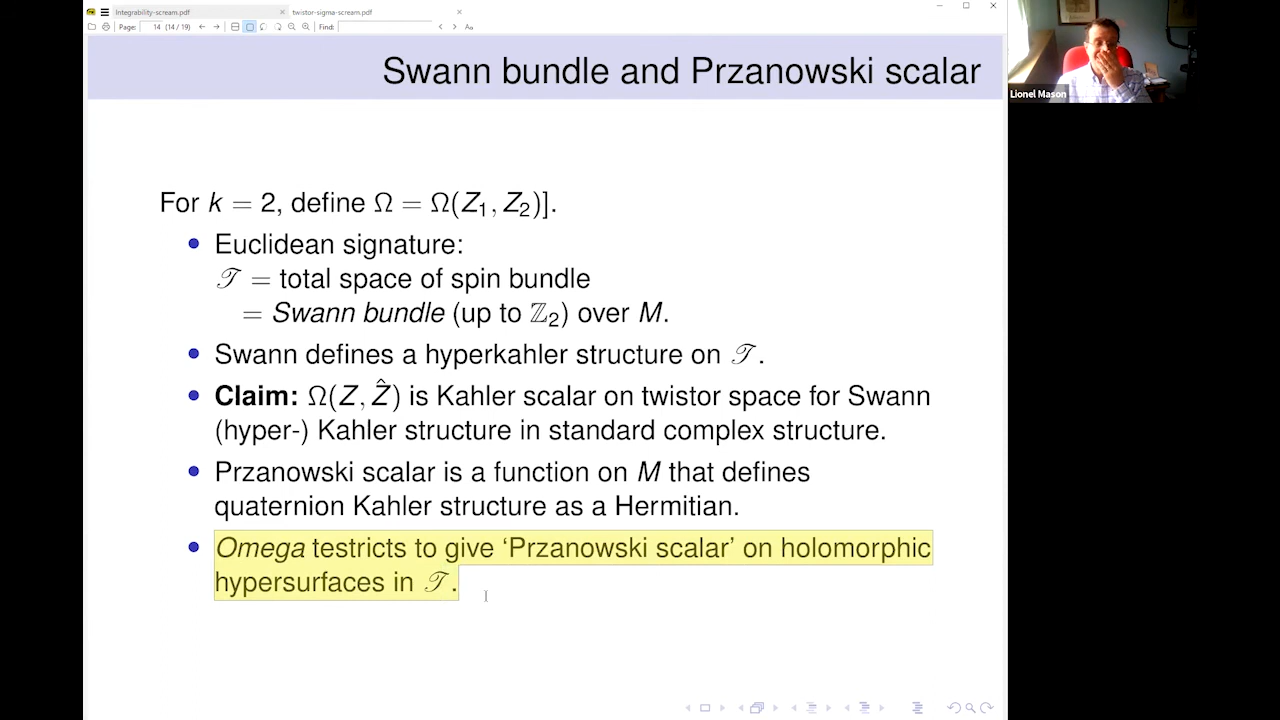 Integrability-scream.pdf
twistor-sigma-scream.pdf
Page: 14 (14 / 19)
Find:
Swann bundle and Przanowski scalar
Lionel Mason
For k = 2, define Ω = Ω(Z₁, Z₂)].
• Euclidean signature:
𝒯 = total space of spin bundle
= Swann bundle (up to ℤ₂) over M.
• Swann defines a hyperkahler structure on 𝒯.
• Claim: Ω(Z, Ẑ) is Kahler scalar on twistor space for Swann
(hyper-) Kahler structure in standard complex structure.
• Przanowski scalar is a function on M that defines
quaternion Kahler structure as a Hermitian.
• Omega testricts to give ‘Przanowski scalar’ on holomorphic
hypersurfaces in 𝒯.